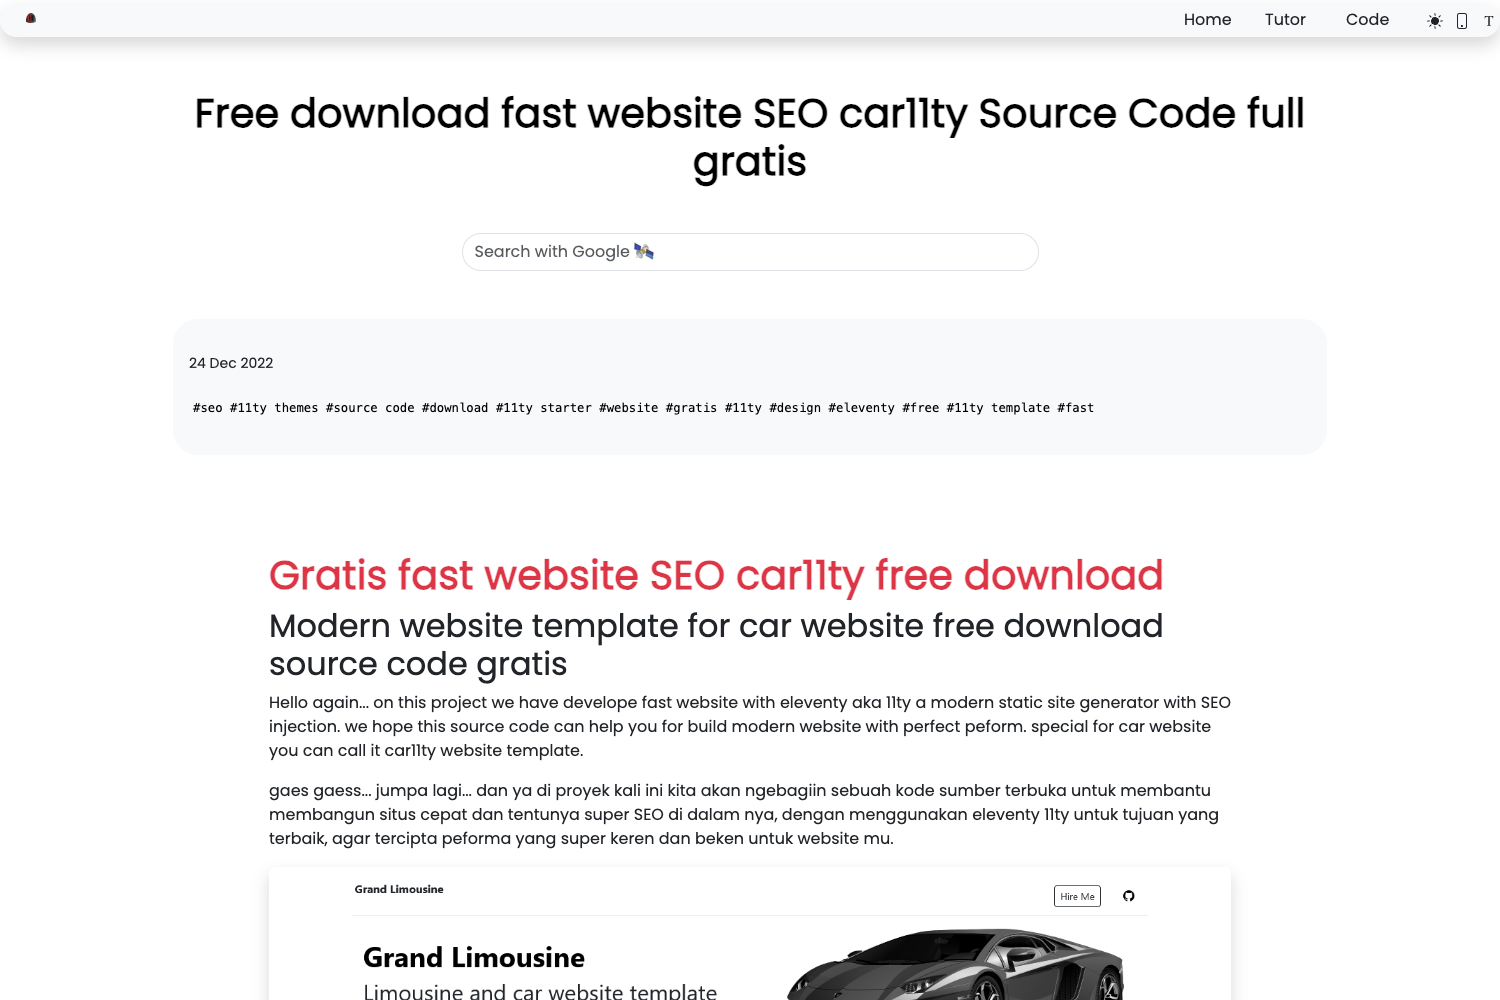 Home Tutor Code T
Free download fast website SEO car11ty Source Code full
gratis
Search with Google
24 Dec 2022
#seo #11ty themes #source code #download #11ty starter #website #gratis #11ty #design #eleventy #free #11ty template #fast
Gratis fast website SEO car11ty free download
Modern website template for car website free download
source code gratis
Hello again... on this project we have develope fast website with eleventy aka 11ty a modern static site generator with SEO
injection. we hope this source code can help you for build modern website with perfect peform. special for car website
you can call it car11ty website template.
gaes gaess... jumpa lagi... dan ya di proyek kali ini kita akan ngebagiin sebuah kode sumber terbuka untuk membantu
membangun situs cepat dan tentunya super SEO di dalam nya, dengan menggunakan eleventy 11ty untuk tujuan yang
terbaik, agar tercipta peforma yang super keren dan beken untuk website mu.
Grand Limousine
Hire Me
Grand Limousine
Limousine and car website template